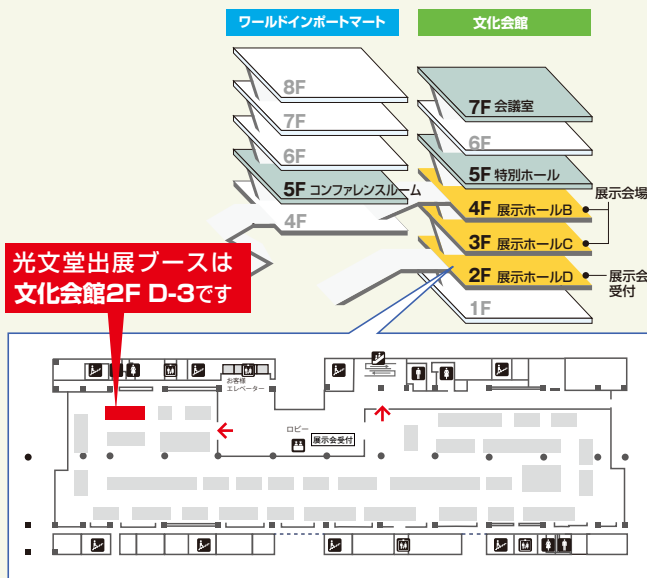 ワールドインポートマート
文化会館
8F
7F
6F
5F コンファレンスルーム
4F
7F 会議室
6F
5F 特別ホール
4F 展示ホールB
3F 展示ホールC
2F 展示ホールD
1F
展示会場
展示会
受付
光文堂出展ブースは
文化会館2F D-3です
お客様
エレベーター
ロビー
展示会受付